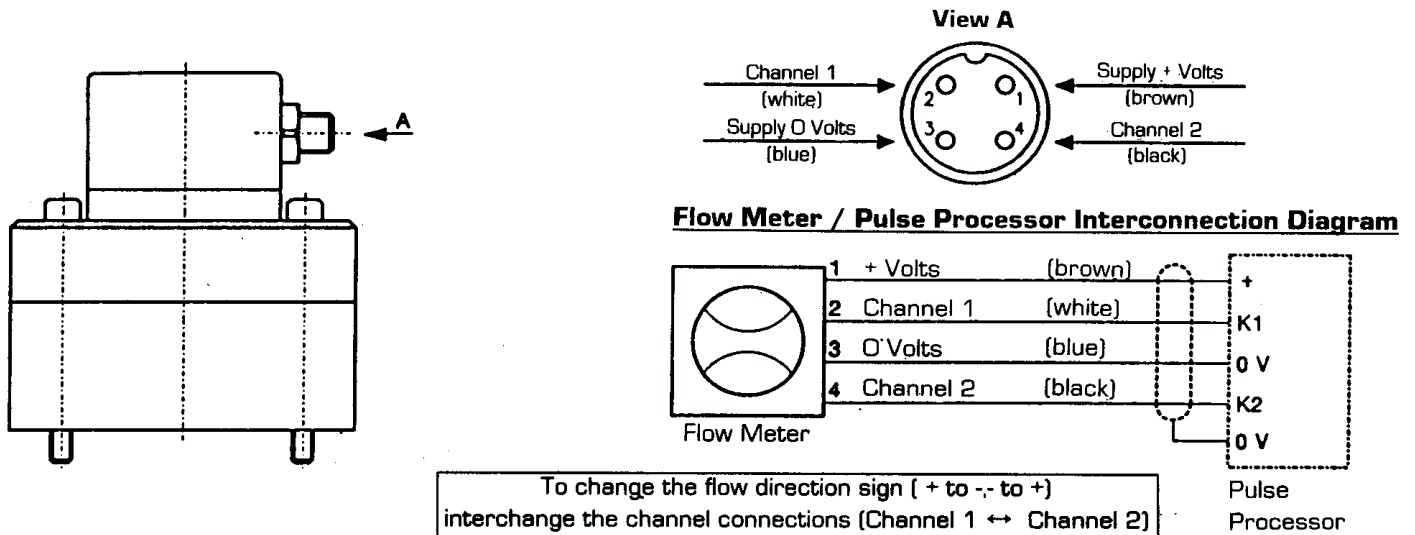 View A
A
Channel 1
(white)
Supply 0 Volts
(blue)
2
1
3
4
Supply + Volts
(brown)
Channel 2
(black)
Flow Meter / Pulse Processor Interconnection Diagram
1 + Volts (brown) +
2 Channel 1 (white) K1
3 0 Volts (blue) 0 V
4 Channel 2 (black) K2
0 V
Flow Meter
Pulse
Processor
To change the flow direction sign ( + to -,- to +)
interchange the channel connections (Channel 1 ↔ Channel 2)